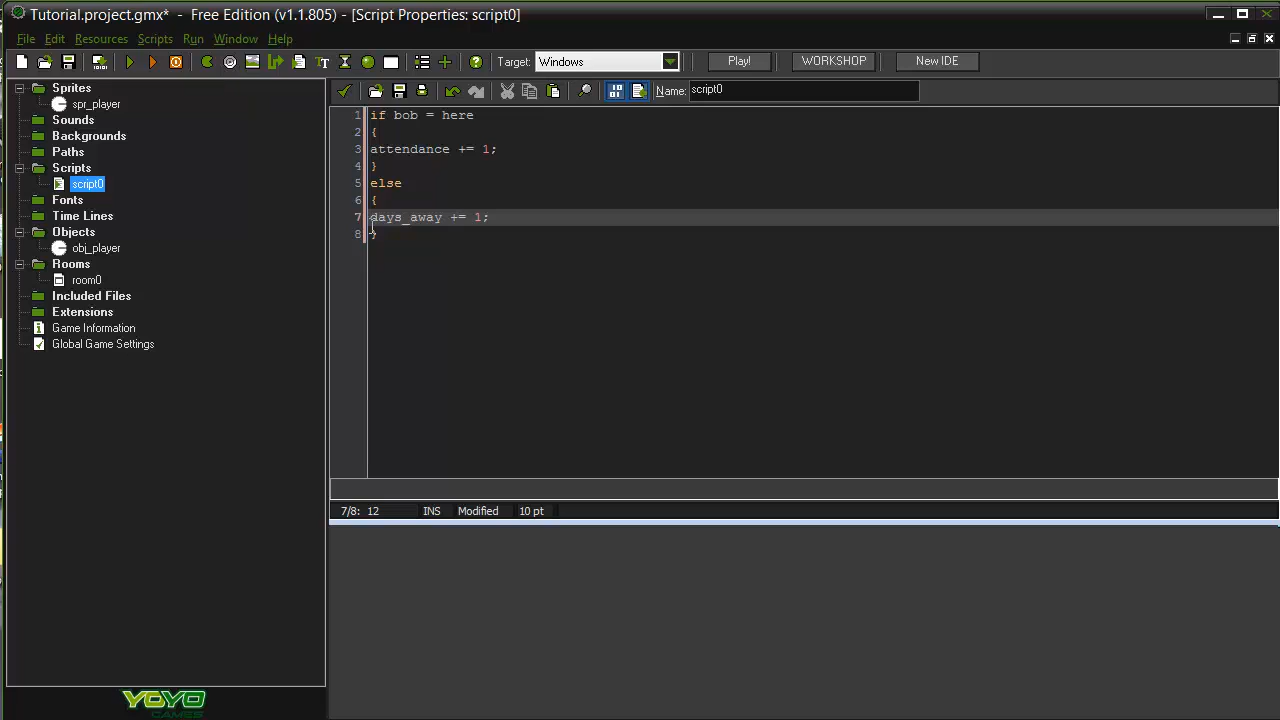 Tutorial.project.gmx* - Free Edition (v1.1.805) - [Script Properties: script0]
File Edit Resources Scripts Run Window Help
Target: Windows Play! WORKSHOP New IDE
Name: script0
Sprites
spr_player
Sounds
Backgrounds
Paths
Scripts
script0
Fonts
Time Lines
Objects
obj_player
Rooms
room0
Included Files
Extensions
Game Information
Global Game Settings
1 if bob = here
2 {
3 attendance += 1;
4 }
5 else
6 {
7 days_away += 1;
8 }
7/8: 12 INS Modified 10 pt
YOYO
GAMES